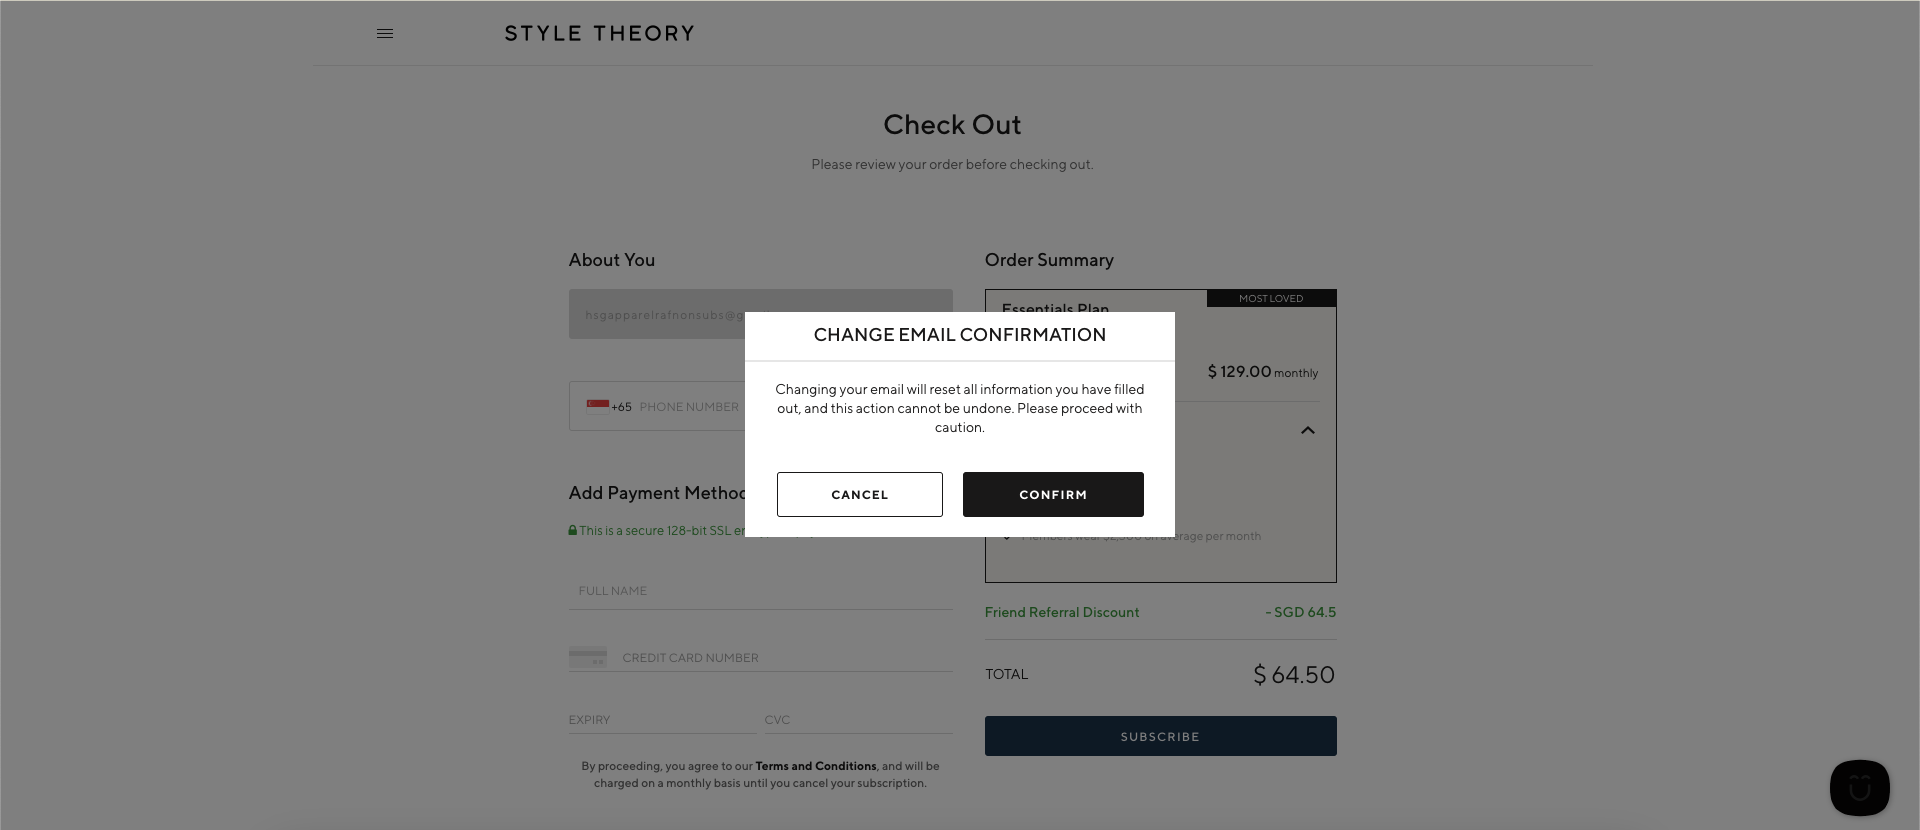 STYLE THEORY
Check Out
Please review your order before checking out.
About You
hsgapparelrafnonsubs@g
+65 PHONE NUMBER
Add Payment Method
This is a secure 128-bit SSL
FULL NAME
CREDIT CARD NUMBER
EXPIRY CVC
By proceeding, you agree to our Terms and Conditions, and will be
charged on a monthly basis until you cancel your subscription.
Order Summary
MOST LOVED
Essentials Plan
$ 129.00 monthly
average per month
Friend Referral Discount - SGD 64.5
TOTAL $ 64.50
SUBSCRIBE
CHANGE EMAIL CONFIRMATION
Changing your email will reset all information you have filled
out, and this action cannot be undone. Please proceed with
caution.
CANCEL CONFIRM